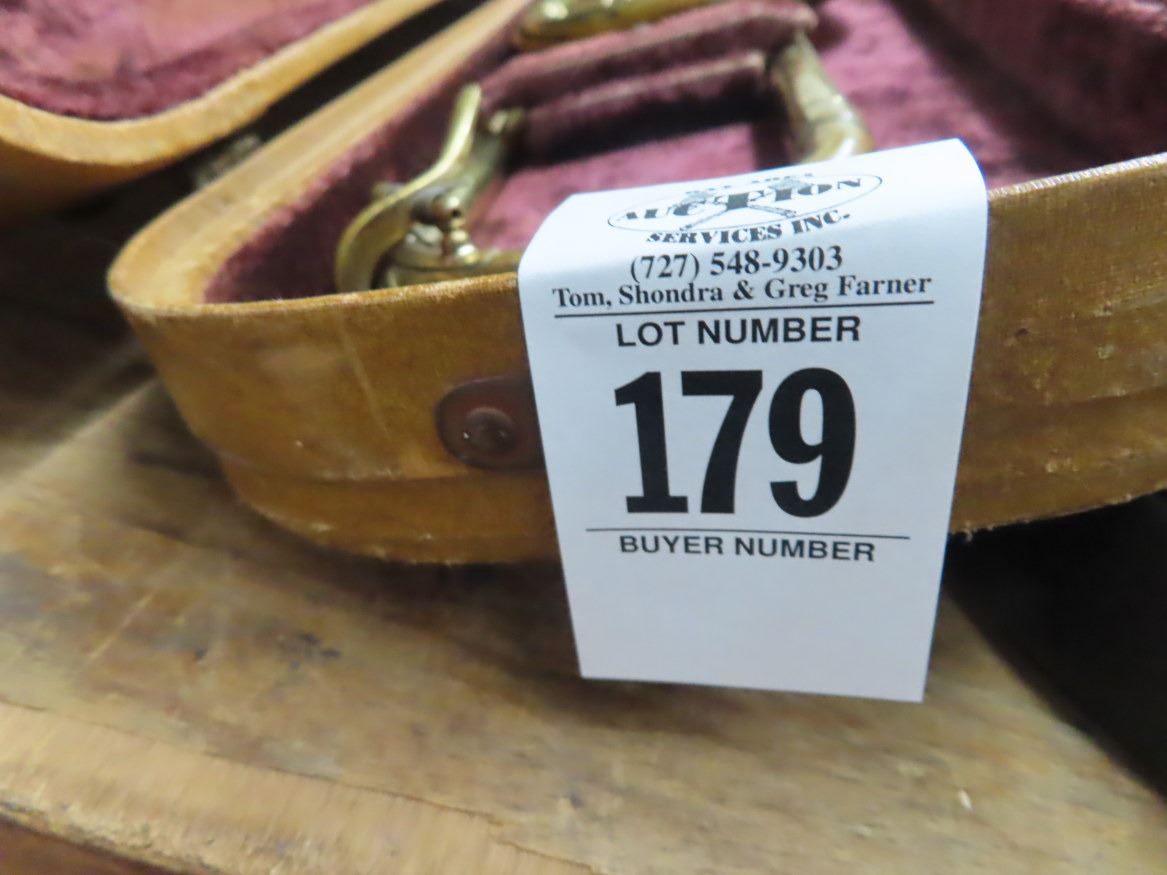 AUCTION
SERVICES INC.
(727) 548-9303
Tom, Shondra & Greg Farner
LOT NUMBER
179
BUYER NUMBER